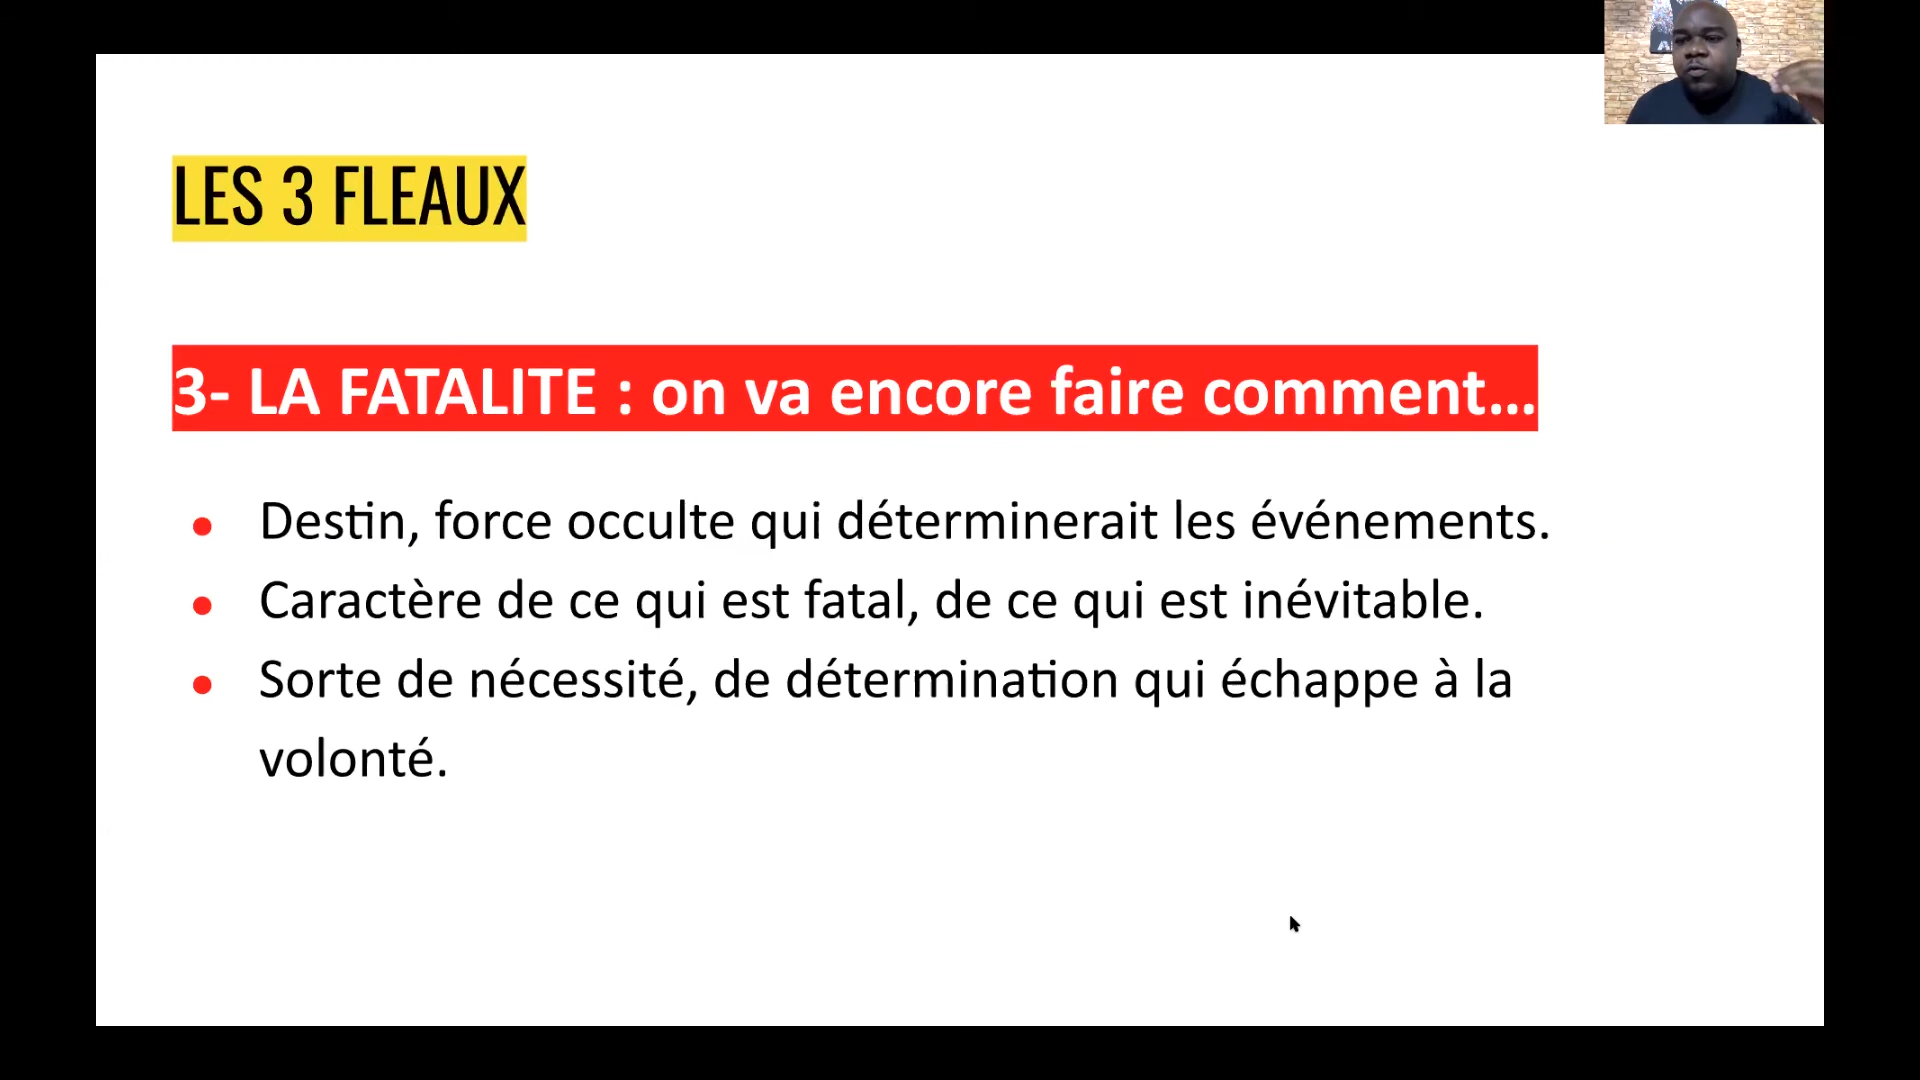 LES 3 FLEAUX
3- LA FATALITE : on va encore faire comment...
• Destin, force occulte qui déterminerait les événements.
• Caractère de ce qui est fatal, de ce qui est inévitable.
• Sorte de nécessité, de détermination qui échappe à la
volonté.